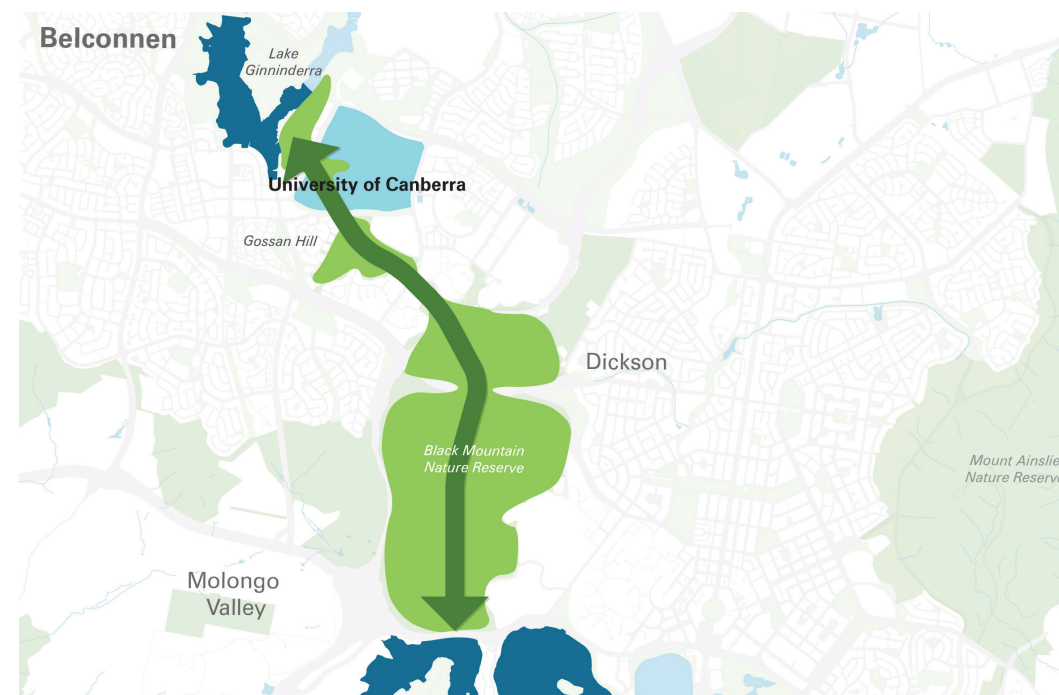 Belconnen
Lake
Ginninderra
University of Canberra
Gossan Hill
Dickson
Black Mountain
Nature Reserve
Mount Ainslie
Nature Reserve
Molongo
Valley